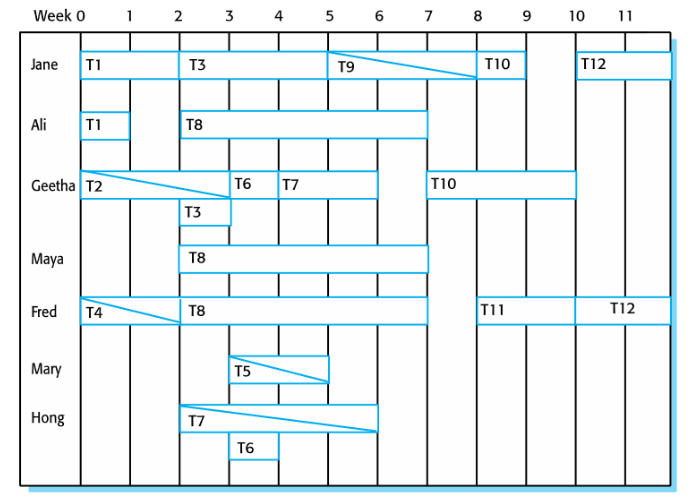 Week 0 1 2 3 4 5 6 7 8 9 10 11
Jane T1 T3 T9 T10 T12
Ali T1 T8
Geetha T2 T6 T7 T10
T3
Maya T8
Fred T4 T8 T11 T12
Mary T5
Hong T7
T6